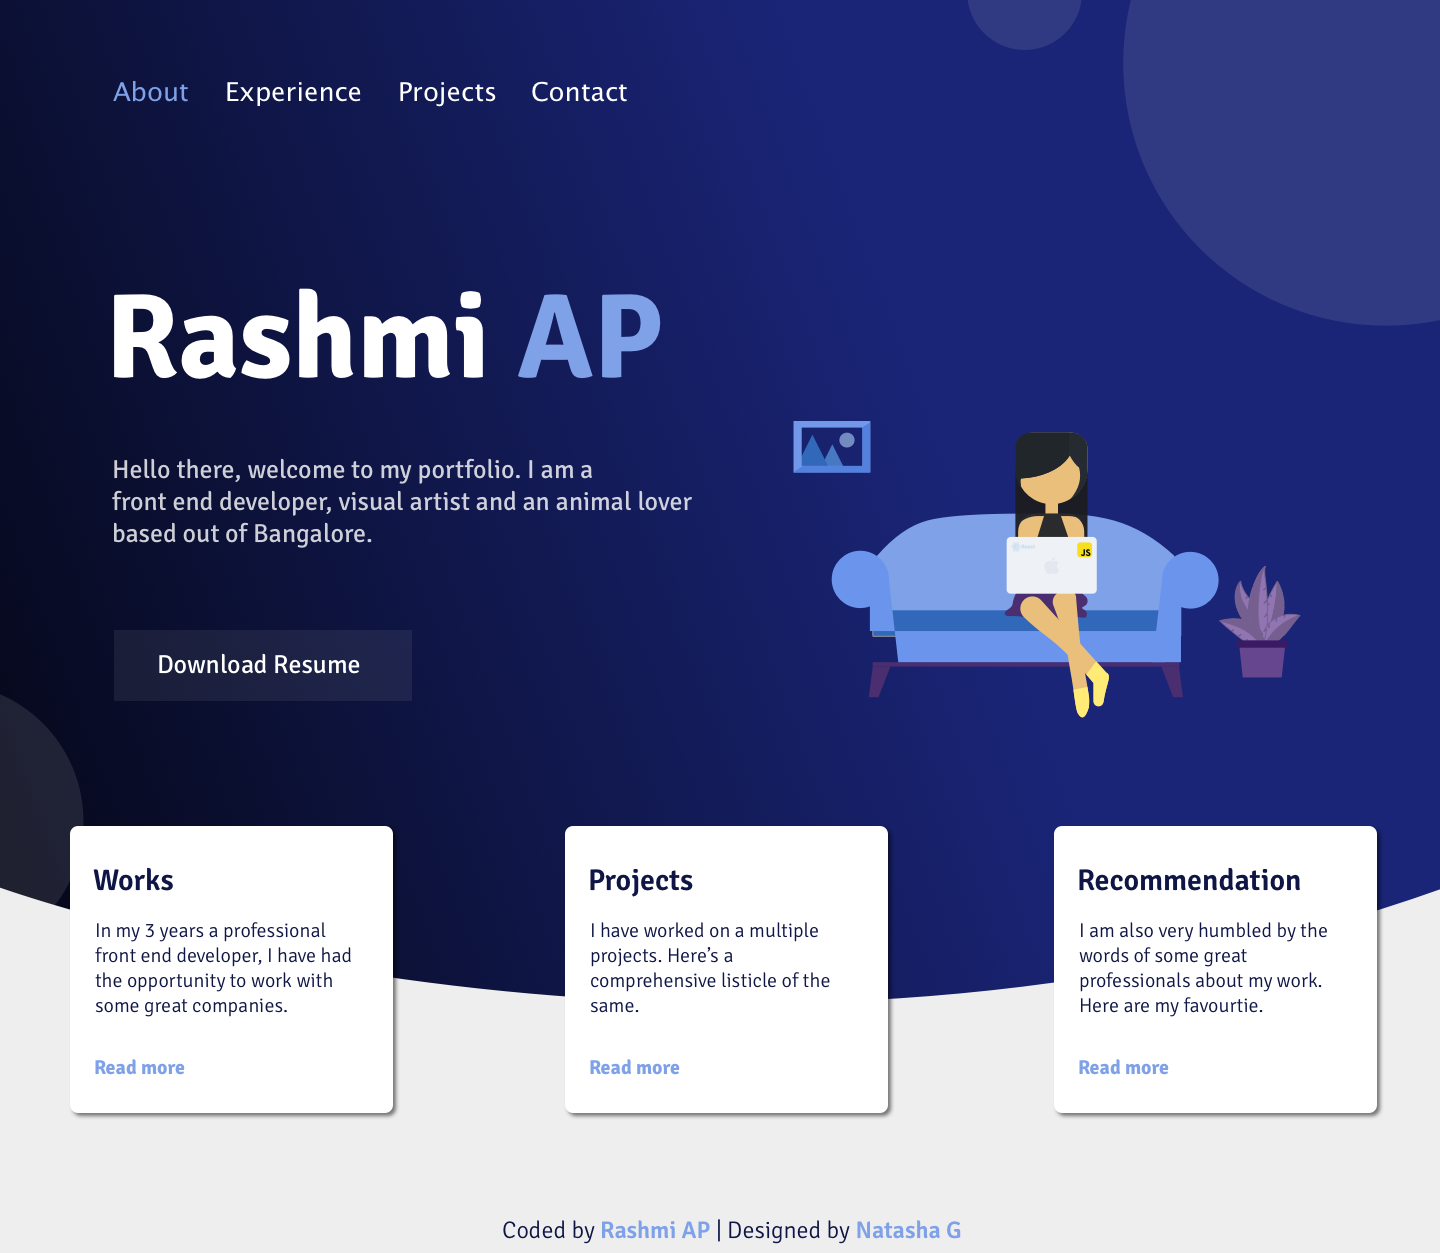 About Experience Projects Contact
Rashmi AP
Hello there, welcome to my portfolio. I am a
front end developer, visual artist and an animal lover
based out of Bangalore.
JS
Download Resume
Works
In my 3 years a professional
front end developer, I have had
the opportunity to work with
some great companies.
Read more
Projects
I have worked on a multiple
projects. Here’s a
comprehensive listicle of the
same.
Read more
Recommendation
I am also very humbled by the
words of some great
professionals about my work.
Here are my favourtie.
Read more
Coded by Rashmi AP | Designed by Natasha G